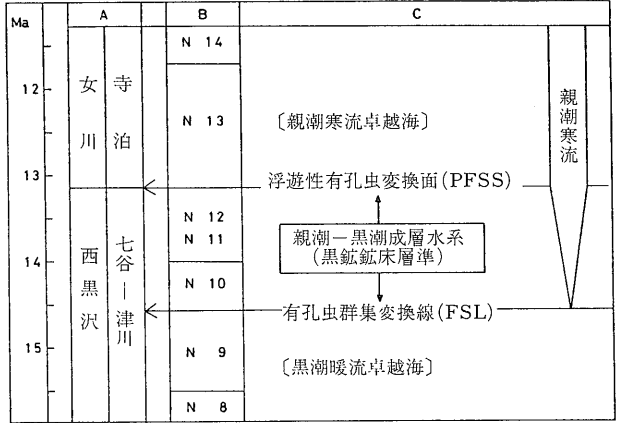 Ma A B C
N 14
12
女川
寺泊
N 13
〔親潮寒流卓越海〕
親潮寒流
13
浮遊性有孔虫変換面(PFSS)
N 12
N 11
親潮－黒潮成層水系
(黒鉱鉱床層準)
西黒沢
七谷－津川
14
N 10
有孔虫群集変換線(FSL)
15
N 9
〔黒潮暖流卓越海〕
N 8